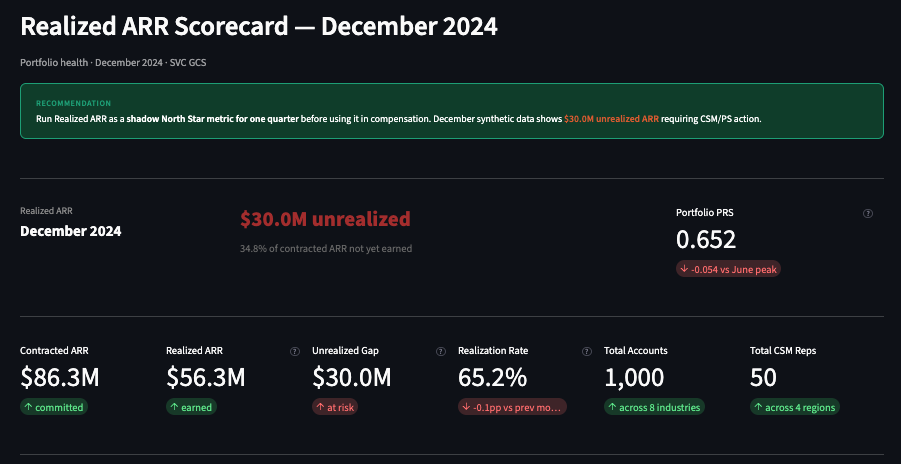 Realized ARR Scorecard — December 2024
Portfolio health · December 2024 · SVC GCS
RECOMMENDATION
Run Realized ARR as a shadow North Star metric for one quarter before using it in compensation. December synthetic data shows $30.0M unrealized ARR requiring CSM/PS action.
Realized ARR
December 2024
$30.0M unrealized
34.8% of contracted ARR not yet earned
Portfolio PRS
?
0.652
↓ -0.054 vs June peak
Contracted ARR
$86.3M
↑ committed
Realized ARR
?
$56.3M
↑ earned
Unrealized Gap
?
$30.0M
↑ at risk
Realization Rate
?
65.2%
↓ -0.1pp vs prev mo…
Total Accounts
1,000
↑ across 8 industries
Total CSM Reps
50
↑ across 4 regions